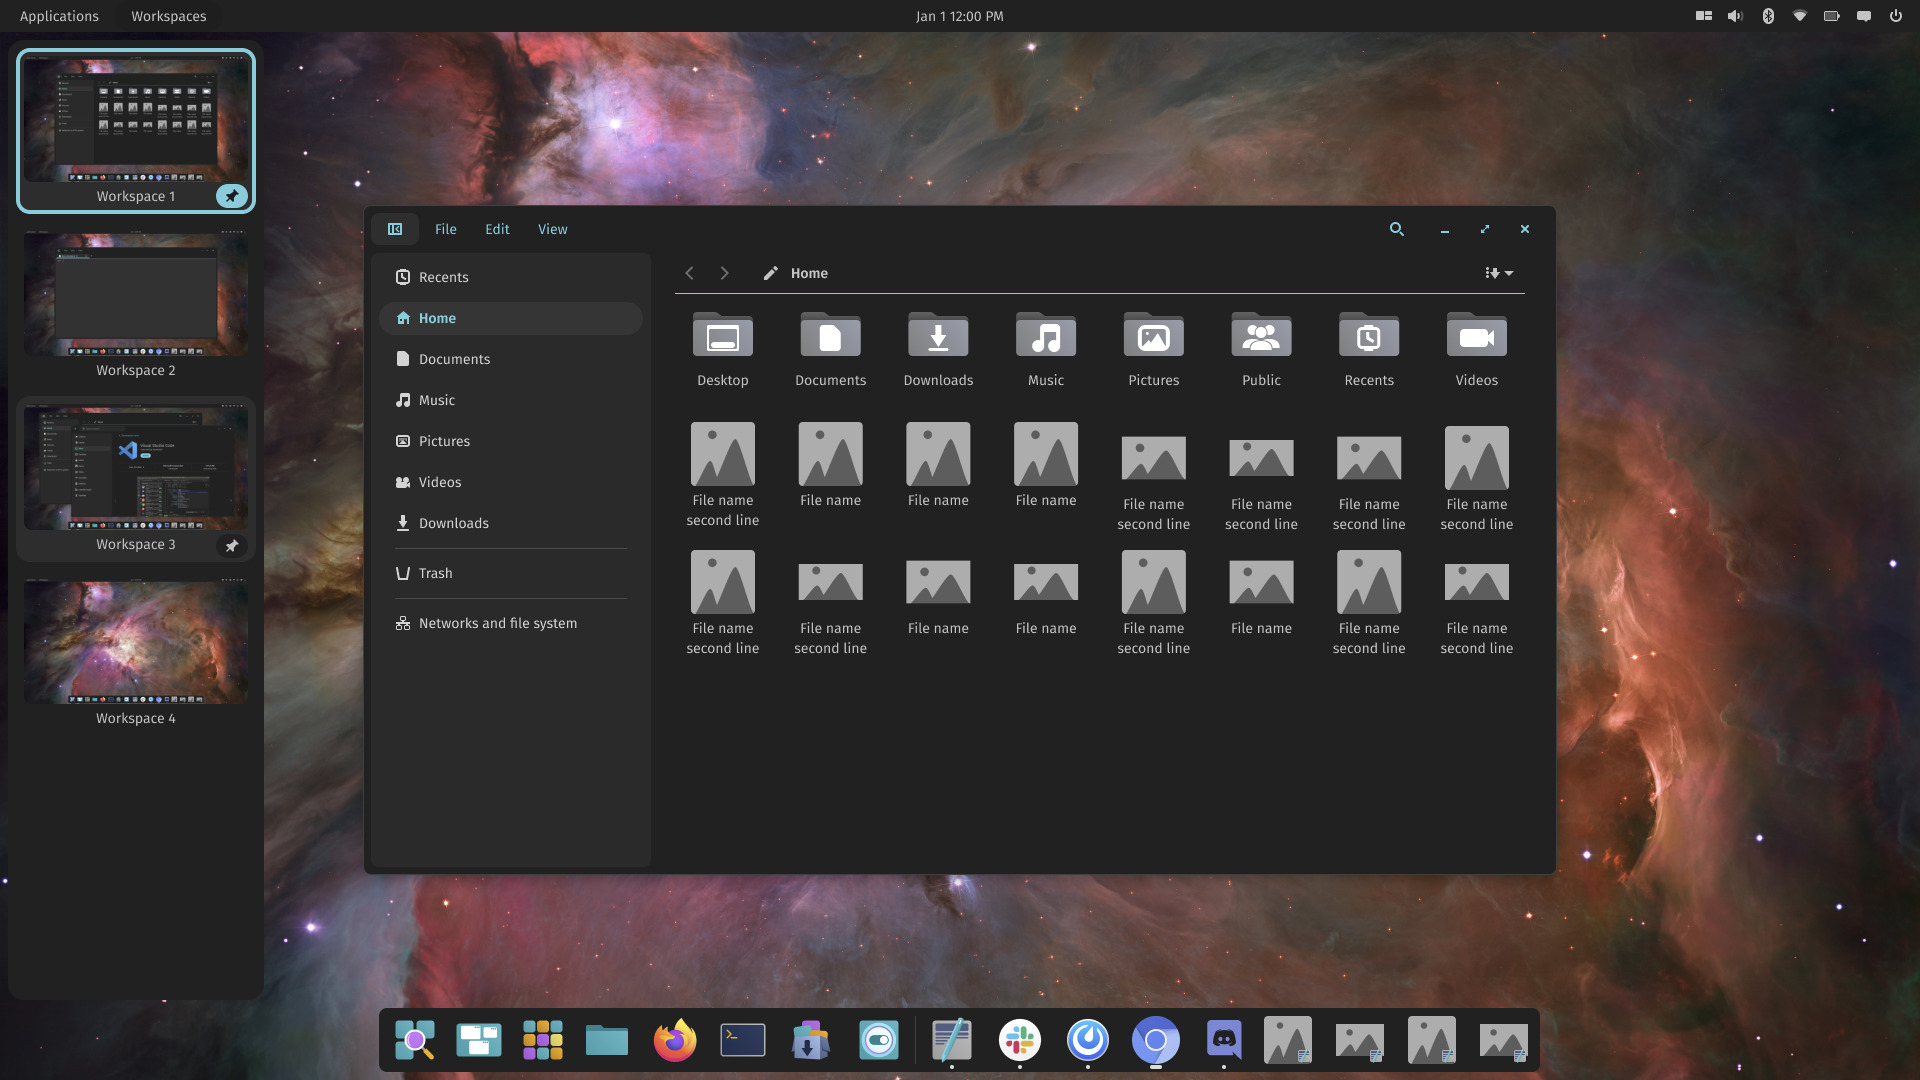 Applications
Workspaces
Jan 1 12:00 PM
Workspace 1
Workspace 2
Visual Studio Code
Workspace 3
Workspace 4
File
Edit
View
Recents
Home
Documents
Music
Pictures
Videos
Downloads
Trash
Networks and file system
Home
Desktop
Documents
Downloads
Music
Pictures
Public
Recents
Videos
File name
second line
File name
File name
File name
File name
second line
File name
second line
File name
second line
File name
second line
File name
second line
File name
second line
File name
File name
File name
second line
File name
File name
second line
File name
second line